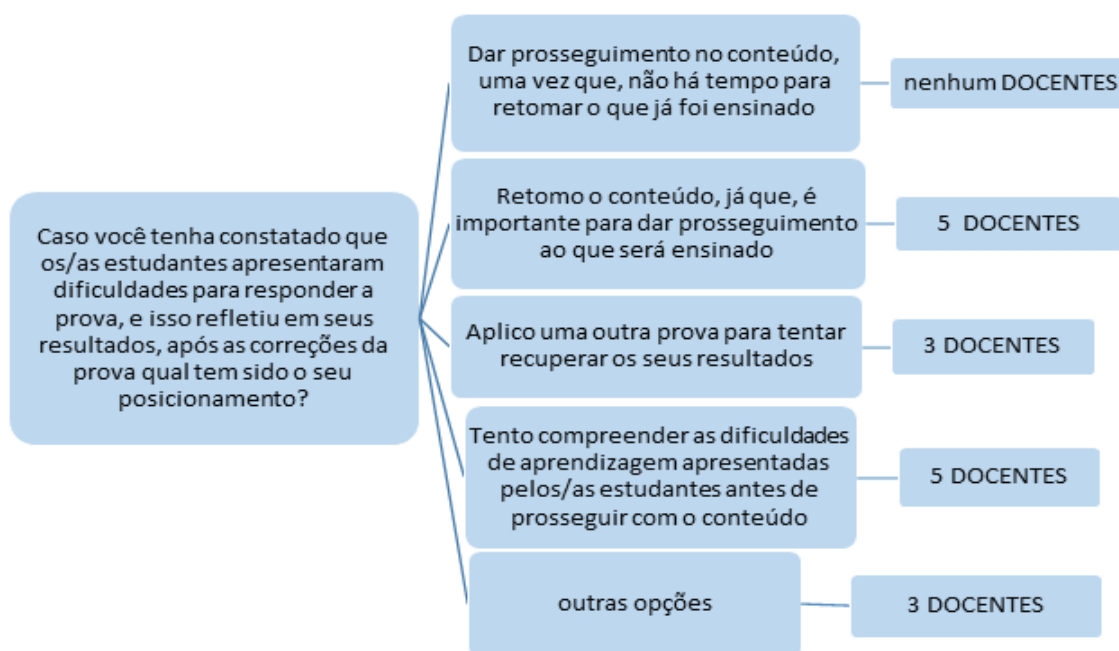 Caso você tenha constatado que
os/as estudantes apresentaram
dificuldades para responder a
prova, e isso refletiu em seus
resultados, após as correções da
prova qual tem sido o seu
posicionamento?
Dar prosseguimento no conteúdo,
uma vez que, não há tempo para
retomar o que já foi ensinado
nenhum DOCENTES
Retomo o conteúdo, já que, é
importante para dar prosseguimento
ao que será ensinado
5 DOCENTES
Aplico uma outra prova para tentar
recuperar os seus resultados
3 DOCENTES
Tento compreender as dificuldades
de aprendizagem apresentadas
pelos/as estudantes antes de
prosseguir com o conteúdo
5 DOCENTES
outras opções
3 DOCENTES